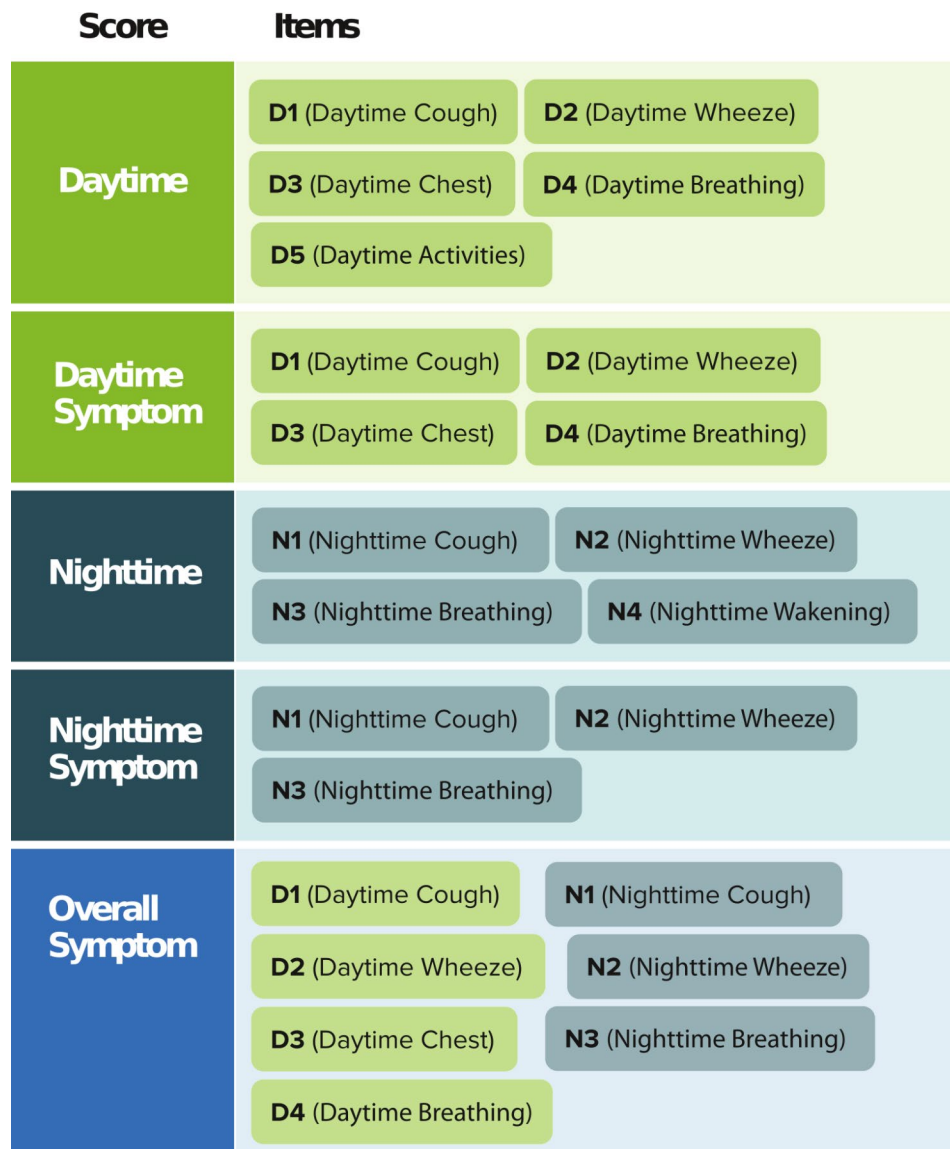 Score Items
Daytime
D1 (Daytime Cough) D2 (Daytime Wheeze)
D3 (Daytime Chest) D4 (Daytime Breathing)
D5 (Daytime Activities)
Daytime
Symptom
D1 (Daytime Cough) D2 (Daytime Wheeze)
D3 (Daytime Chest) D4 (Daytime Breathing)
Nighttime
N1 (Nighttime Cough) N2 (Nighttime Wheeze)
N3 (Nighttime Breathing) N4 (Nighttime Wakening)
Nighttime
Symptom
N1 (Nighttime Cough) N2 (Nighttime Wheeze)
N3 (Nighttime Breathing)
Overall
Symptom
D1 (Daytime Cough) N1 (Nighttime Cough)
D2 (Daytime Wheeze) N2 (Nighttime Wheeze)
D3 (Daytime Chest) N3 (Nighttime Breathing)
D4 (Daytime Breathing)